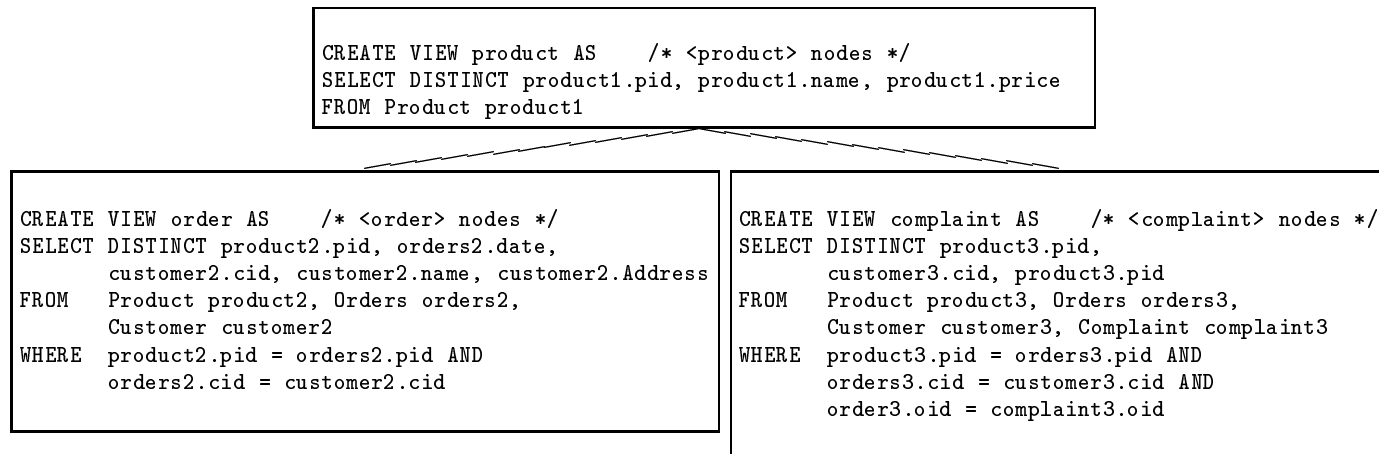 CREATE VIEW product AS    /* <product> nodes */
SELECT DISTINCT product1.pid, product1.name, product1.price
FROM Product product1
CREATE VIEW order AS    /* <order> nodes */
SELECT DISTINCT product2.pid, orders2.date,
       customer2.cid, customer2.name, customer2.Address
FROM   Product product2, Orders orders2,
       Customer customer2
WHERE  product2.pid = orders2.pid AND
       orders2.cid = customer2.cid
CREATE VIEW complaint AS    /* <complaint> nodes */
SELECT DISTINCT product3.pid,
       customer3.cid, product3.pid
FROM   Product product3, Orders orders3,
       Customer customer3, Complaint complaint3
WHERE  product3.pid = orders3.pid AND
       orders3.cid = customer3.cid AND
       order3.oid = complaint3.oid